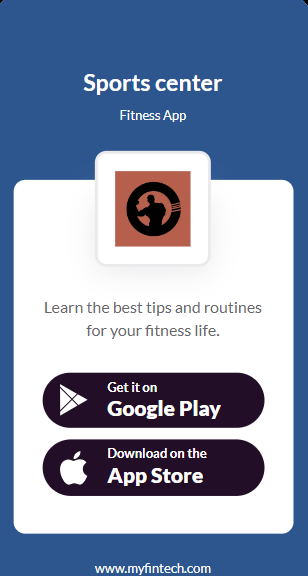 Sports center
Fitness App
Learn the best tips and routines
for your fitness life.
Get it on
Google Play
Download on the
App Store
www.myfintech.com